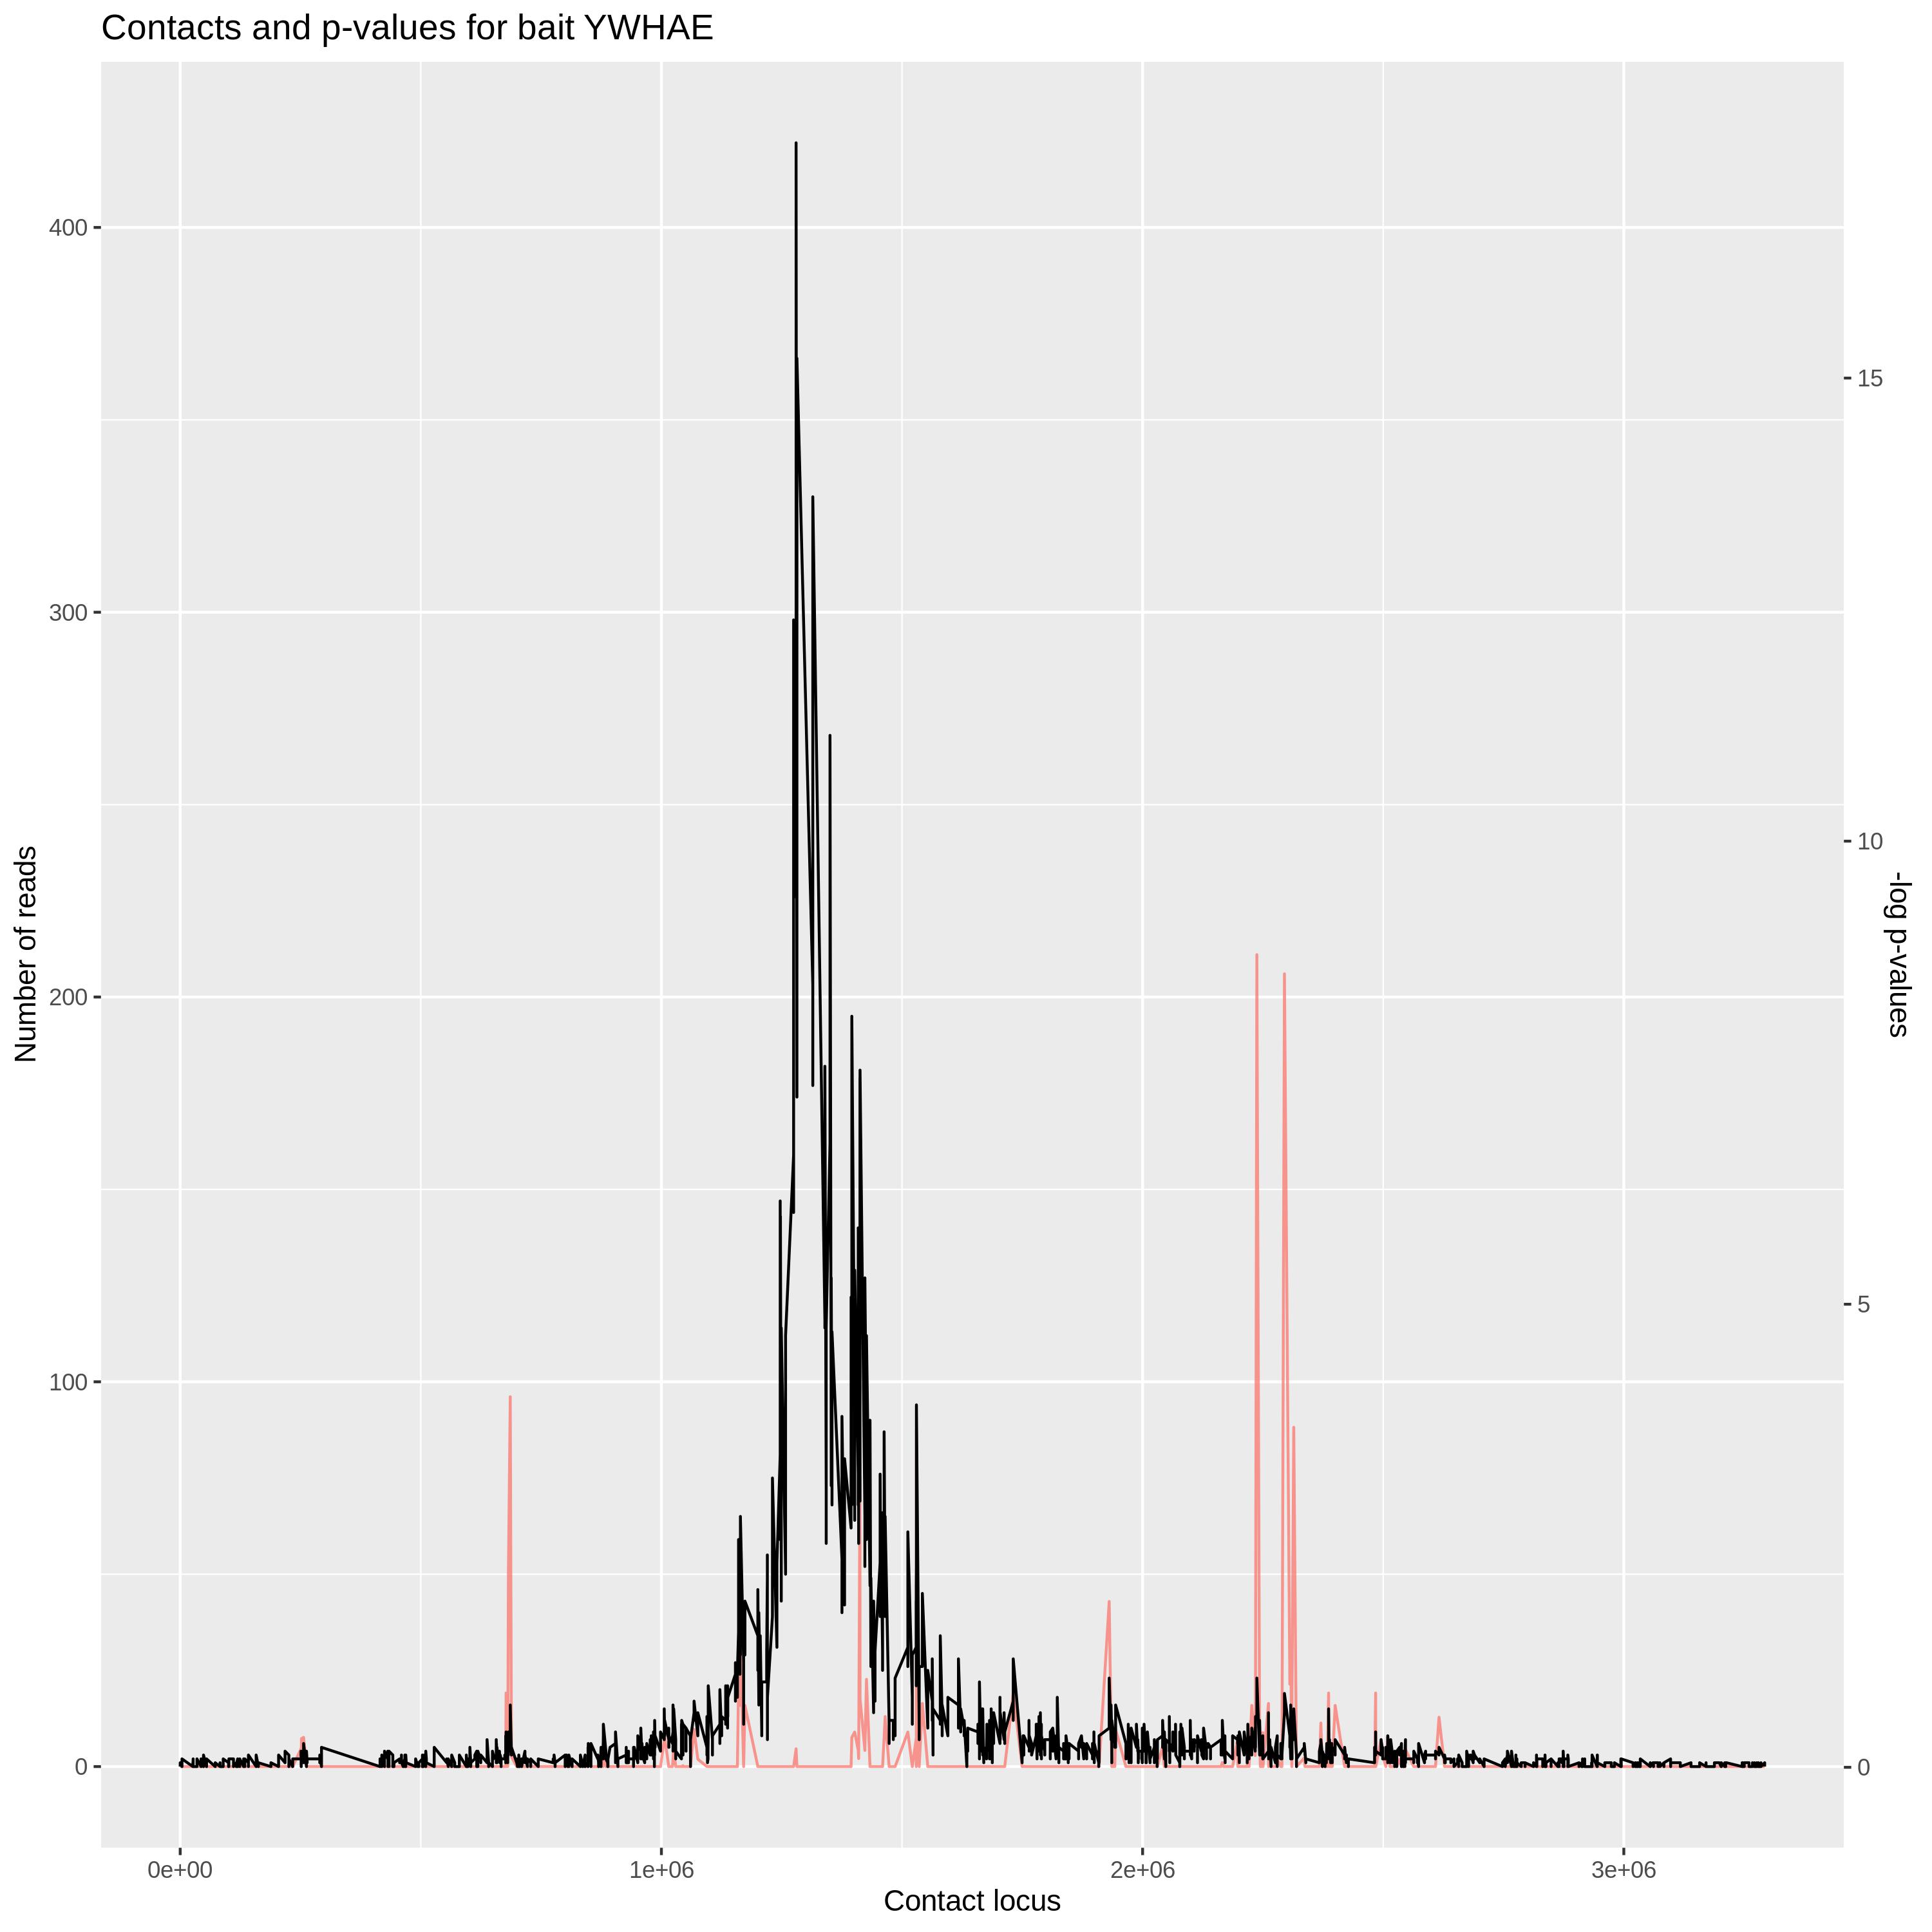 Contacts and p-values for bait YWHAE
400
300
200
100
0
Number of reads
15
10
5
0
-log p-values
0e+00 1e+06 2e+06 3e+06
Contact locus